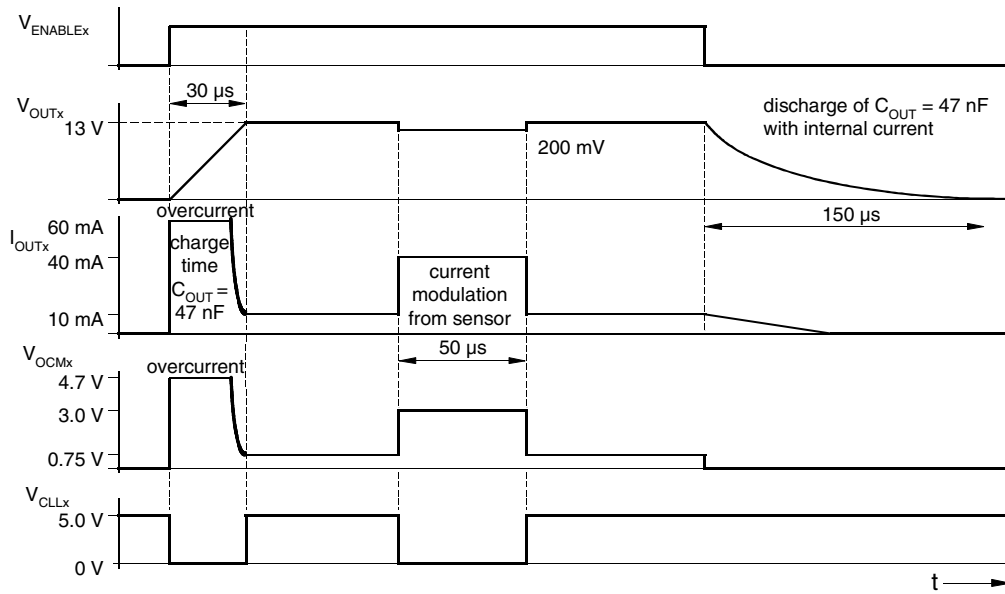 VENABLEx
30 µs
VOUTx
13 V
discharge of COUT = 47 nF
with internal current
200 mV
overcurrent
150 µs
60 mA
IOUTx
40 mA
charge
time
COUT =
47 nF
current
modulation
from sensor
10 mA
50 µs
VOCMx
overcurrent
4.7 V
3.0 V
0.75 V
VCLLx
5.0 V
0 V
t